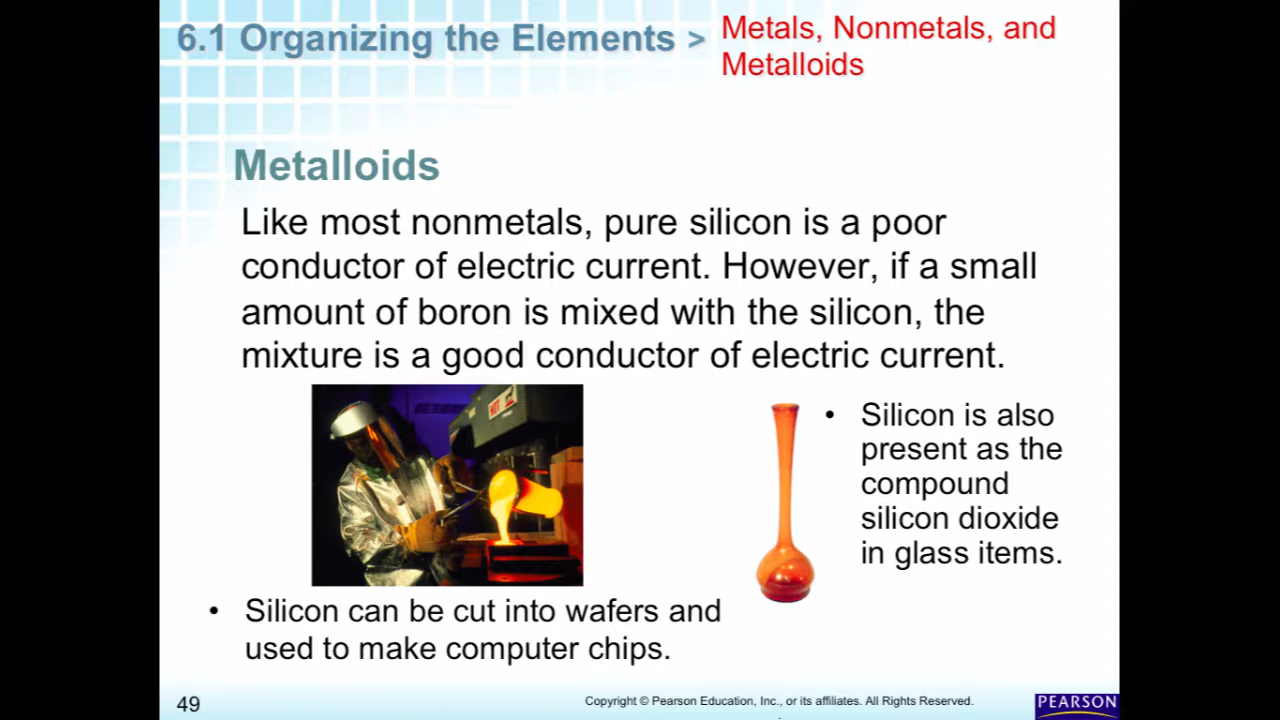 6.1 Organizing the Elements >
Metals, Nonmetals, and
Metalloids
Metalloids
Like most nonmetals, pure silicon is a poor
conductor of electric current. However, if a small
amount of boron is mixed with the silicon, the
mixture is a good conductor of electric current.
HOT
• Silicon is also
present as the
compound
silicon dioxide
in glass items.
• Silicon can be cut into wafers and
used to make computer chips.
49
Copyright © Pearson Education, Inc., or its affiliates. All Rights Reserved.
PEARSON